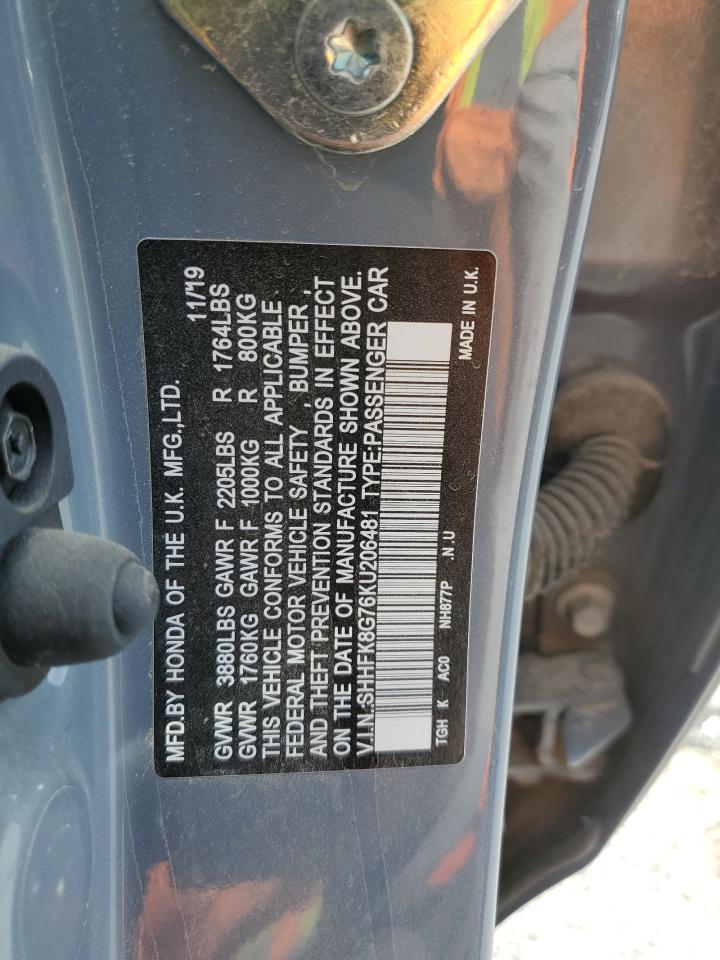 MFD.BY HONDA OF THE U.K. MFG.,LTD. 11/19
GVWR 3880LBS GAWR F 2205LBS R 1764LBS
GVWR 1760KG GAWR F 1000KG R 800KG
THIS VEHICLE CONFORMS TO ALL APPLICABLE
FEDERAL MOTOR VEHICLE SAFETY , BUMPER ,
AND THEFT PREVENTION STANDARDS IN EFFECT
ON THE DATE OF MANUFACTURE SHOWN ABOVE.
V.I.N.:SHHFK8G76KU206481 TYPE:PASSENGER CAR
TGH K AC0 NH877P .N.U MADE IN U.K.